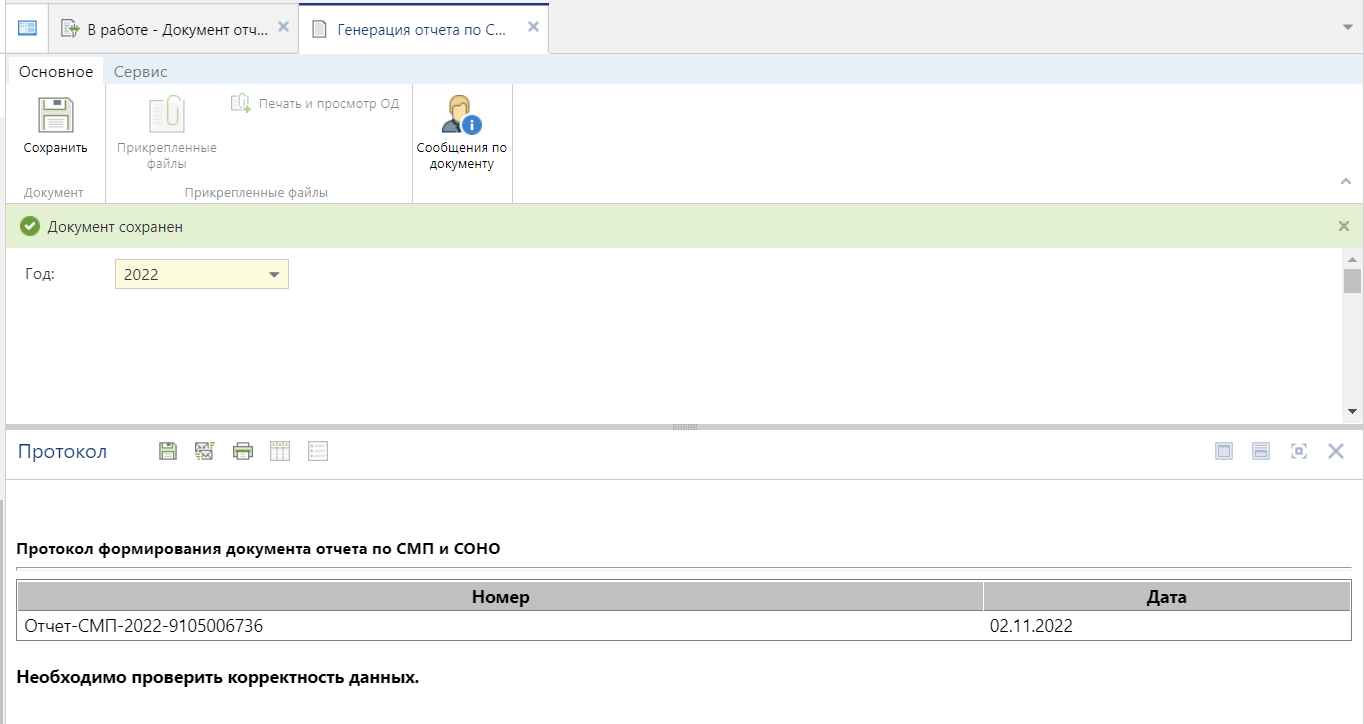 В работе - Документ отч...
Генерация отчета по С...
Основное
Сервис
Сохранить
Документ
Прикрепленные
файлы
Печать и просмотр ОД
Прикрепленные файлы
Сообщения по
документу
Документ сохранен
Год:
2022
Протокол
Протокол формирования документа отчета по СМП и СОНО
Номер
Дата
Отчет-СМП-2022-9105006736
02.11.2022
Необходимо проверить корректность данных.